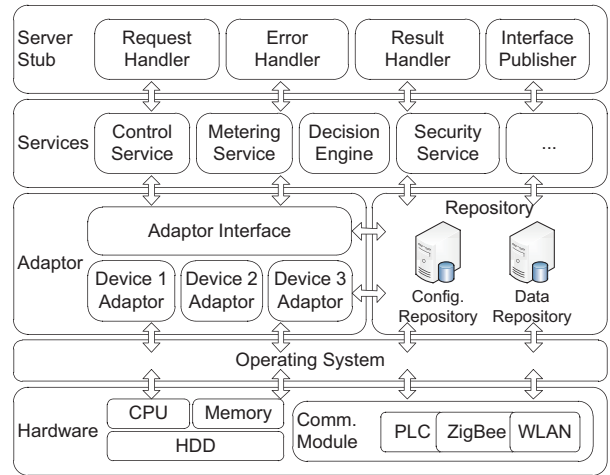 Server Stub
Request Handler
Error Handler
Result Handler
Interface Publisher
Services
Control Service
Metering Service
Decision Engine
Security Service
...
Adaptor
Adaptor Interface
Device 1 Adaptor
Device 2 Adaptor
Device 3 Adaptor
Repository
Config. Repository
Data Repository
Operating System
Hardware
CPU
Memory
HDD
Comm. Module
PLC
ZigBee
WLAN